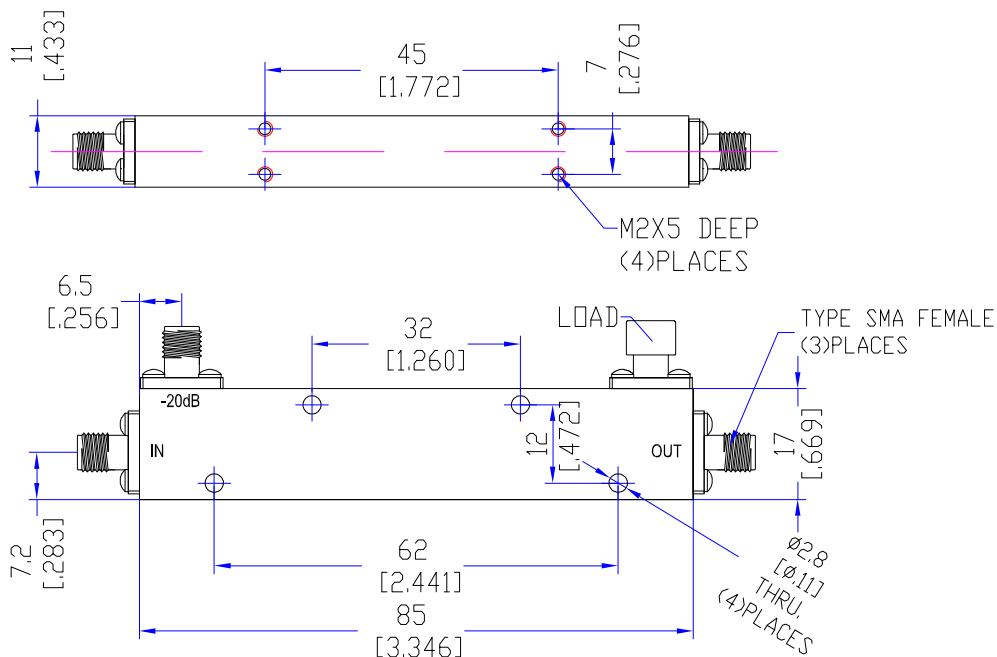 11
[.433]
45
[1.772]
7
[.276]
M2X5 DEEP
(4)PLACES
6.5
[.256]
32
[1.260]
LOAD
TYPE SMA FEMALE
(3)PLACES
-20dB
IN
OUT
12
[.472]
17
[.669]
7.2
[.283]
62
[2.441]
85
[3.346]
ø2.8
[ø.11]
THRU,
(4)PLACES